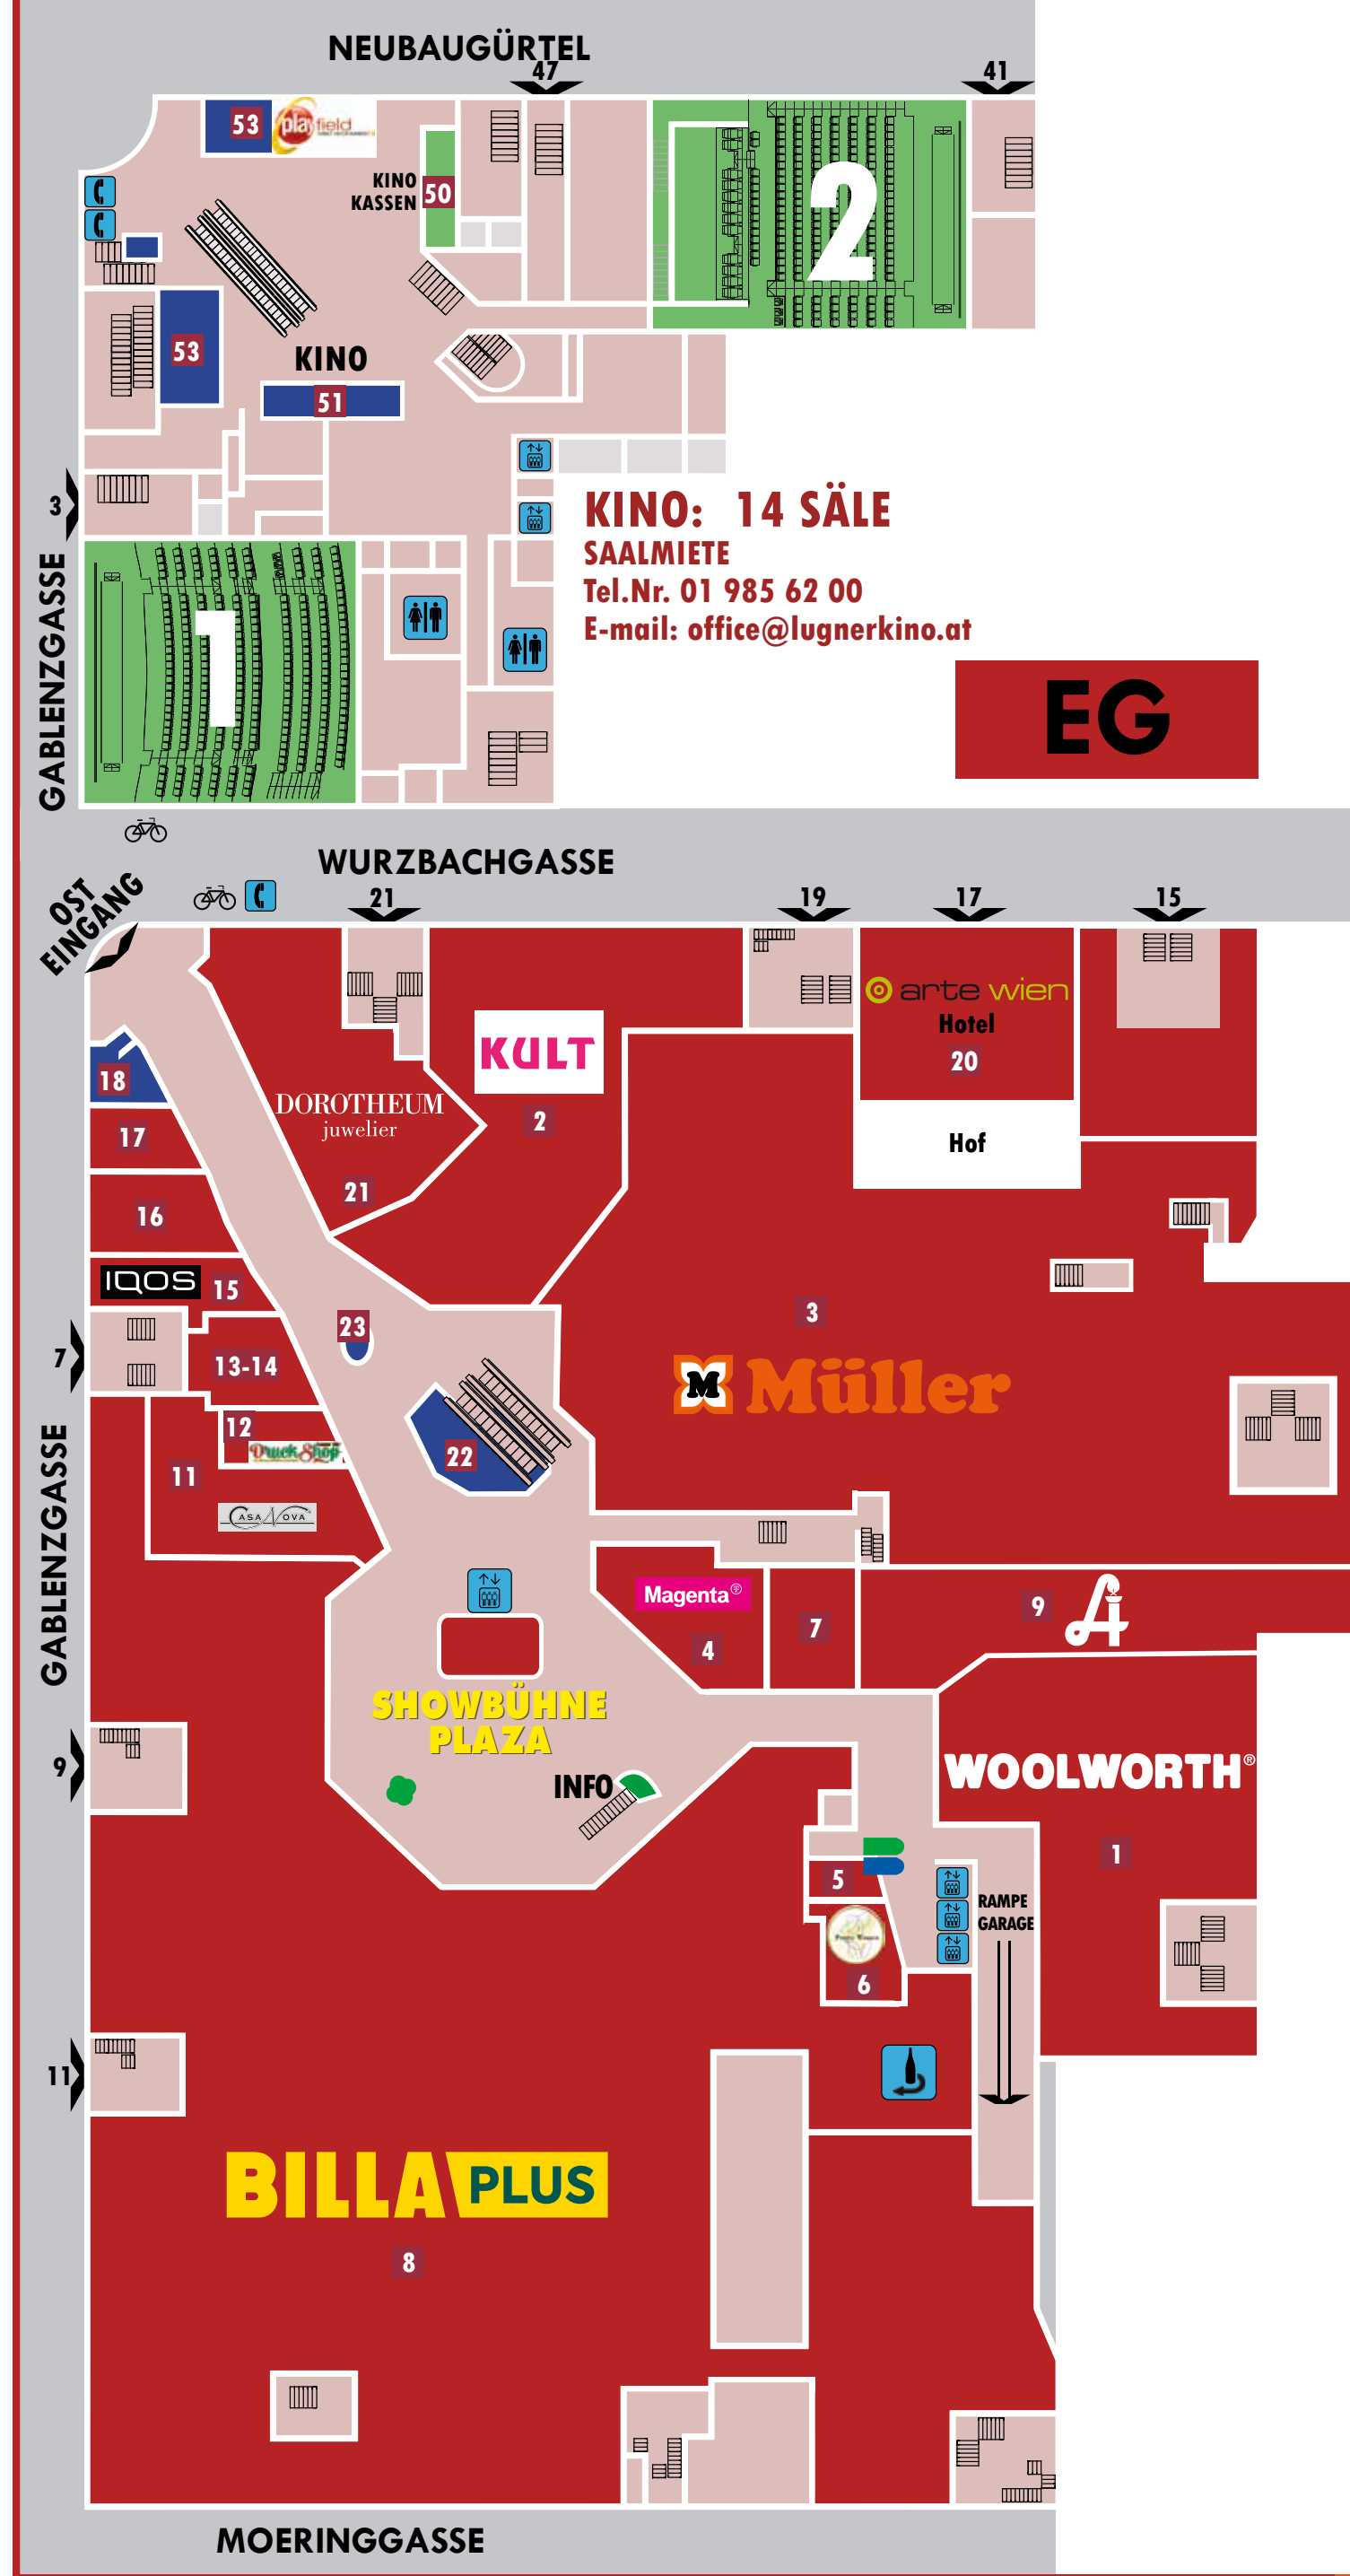 NEUBAUGÜRTEL
47
41
53
playfield
KINO
KASSEN
50
2
53
KINO
51
3
KINO: 14 SÄLE
SAALMIETE
Tel.Nr. 01 985 62 00
E-mail: office@lugnerkino.at
GABLENZGASSE
1
EG
WURZBACHGASSE
OST
EINGANG
21
19
17
15
arte wien
Hotel
20
KULT
2
18
DOROTHEUM
juwelier
21
17
Hof
16
IQOS
15
23
3
7
13-14
M Müller
12
DruckShop
22
11
CASA NOVA
GABLENZGASSE
Magenta®
4
7
9
A
SHOWBÜHNE
PLAZA
WOOLWORTH®
9
INFO
1
5
RAMPE
GARAGE
6
11
BILLA PLUS
8
MOERINGGASSE